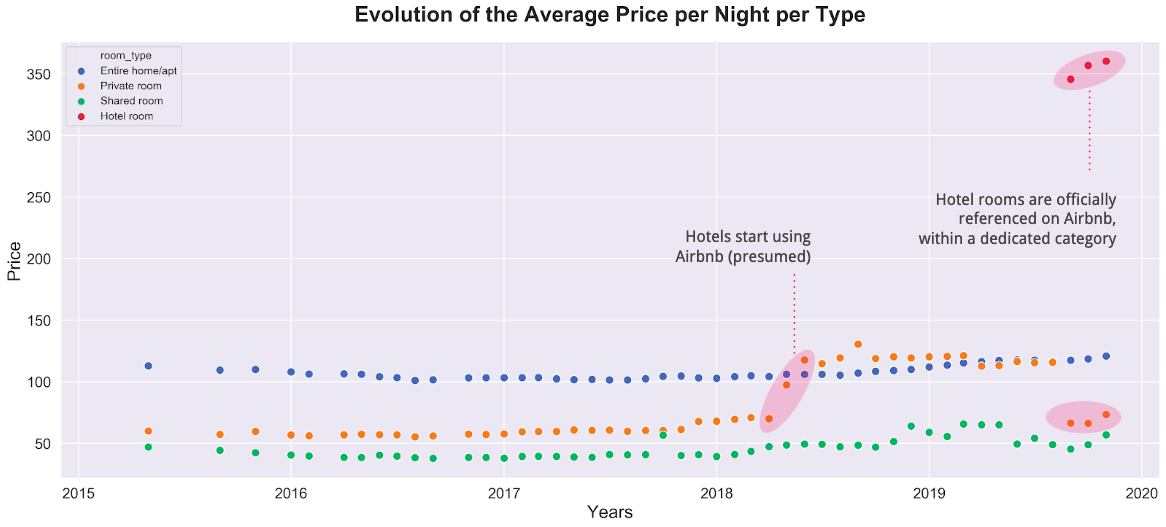 Evolution of the Average Price per Night per Type
room_type
Entire home/apt
Private room
Shared room
Hotel room
350
300
250
200
150
100
50
Price
Hotels start using
Airbnb (presumed)
Hotel rooms are officially
referenced on Airbnb,
within a dedicated category
2015
2016
2017
2018
2019
2020
Years